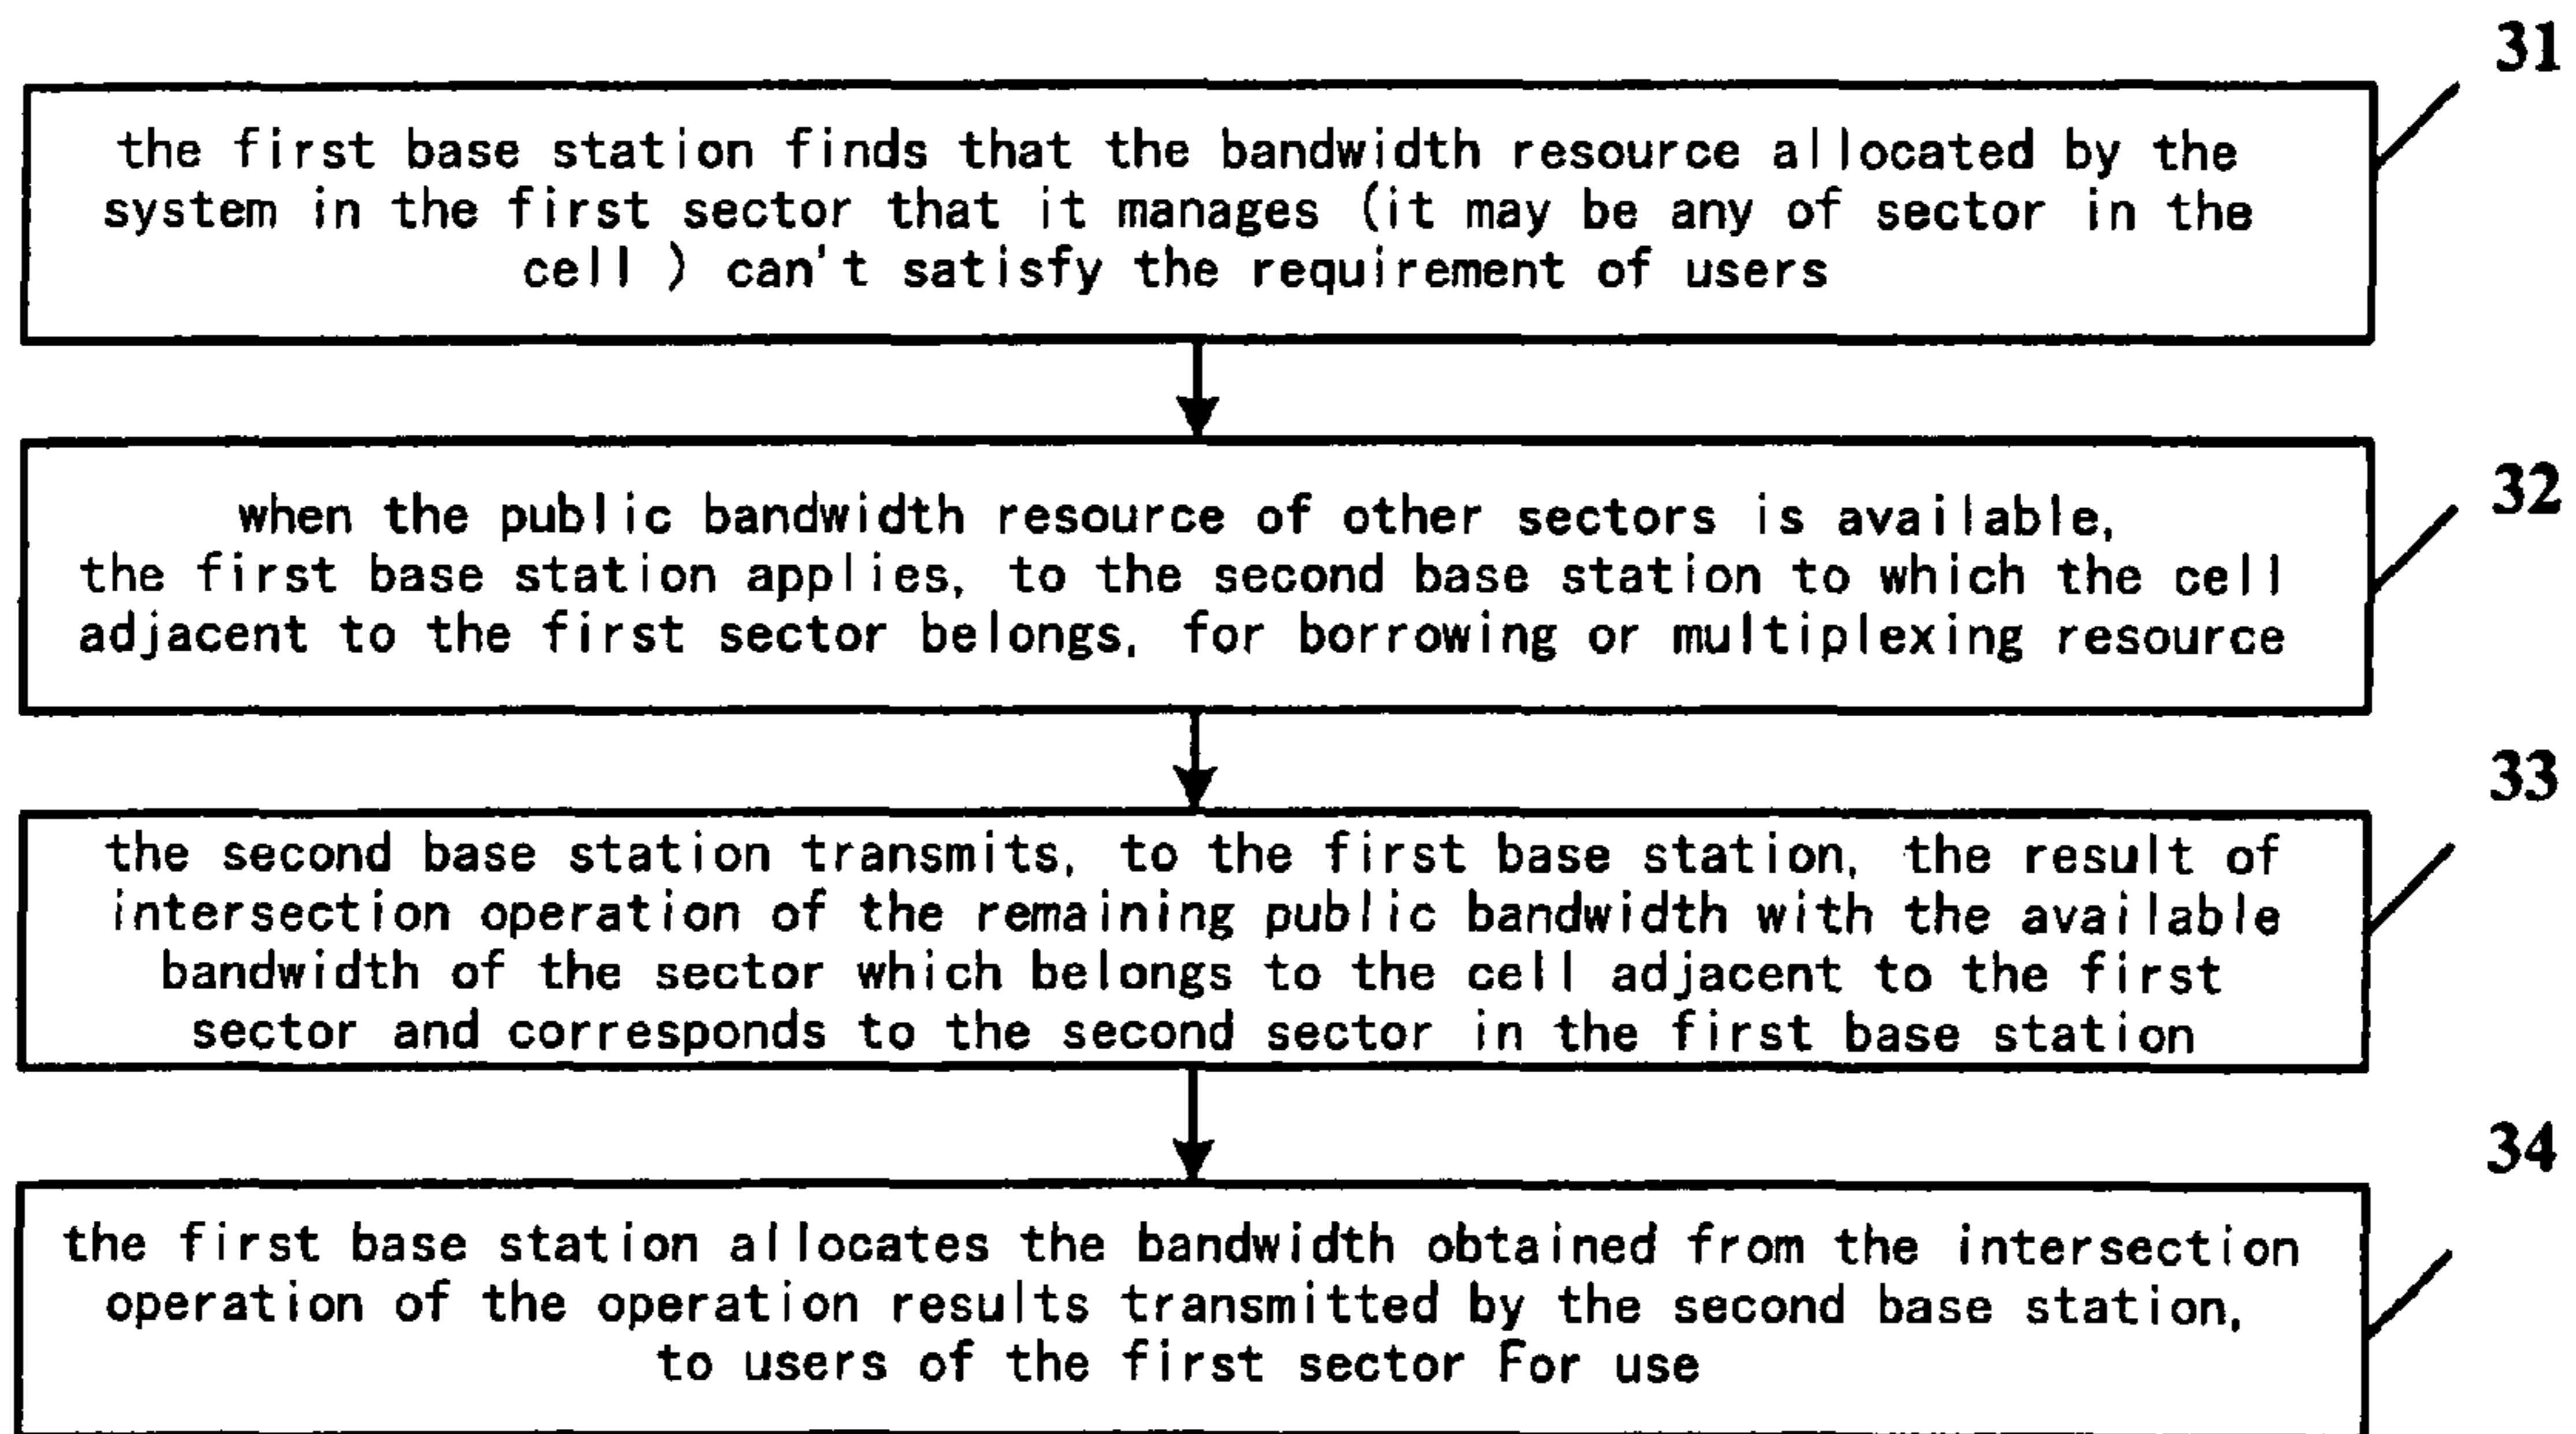 31
the first base station finds that the bandwidth resource allocated by the
system in the first sector that it manages (it may be any of sector in the
cell ) can't satisfy the requirement of users
32
when the public bandwidth resource of other sectors is available,
the first base station applies, to the second base station to which the cell
adjacent to the first sector belongs, for borrowing or multiplexing resource
33
the second base station transmits, to the first base station, the result of
intersection operation of the remaining public bandwidth with the available
bandwidth of the sector which belongs to the cell adjacent to the first
sector and corresponds to the second sector in the first base station
34
the first base station allocates the bandwidth obtained from the intersection
operation of the operation results transmitted by the second base station,
to users of the first sector For use